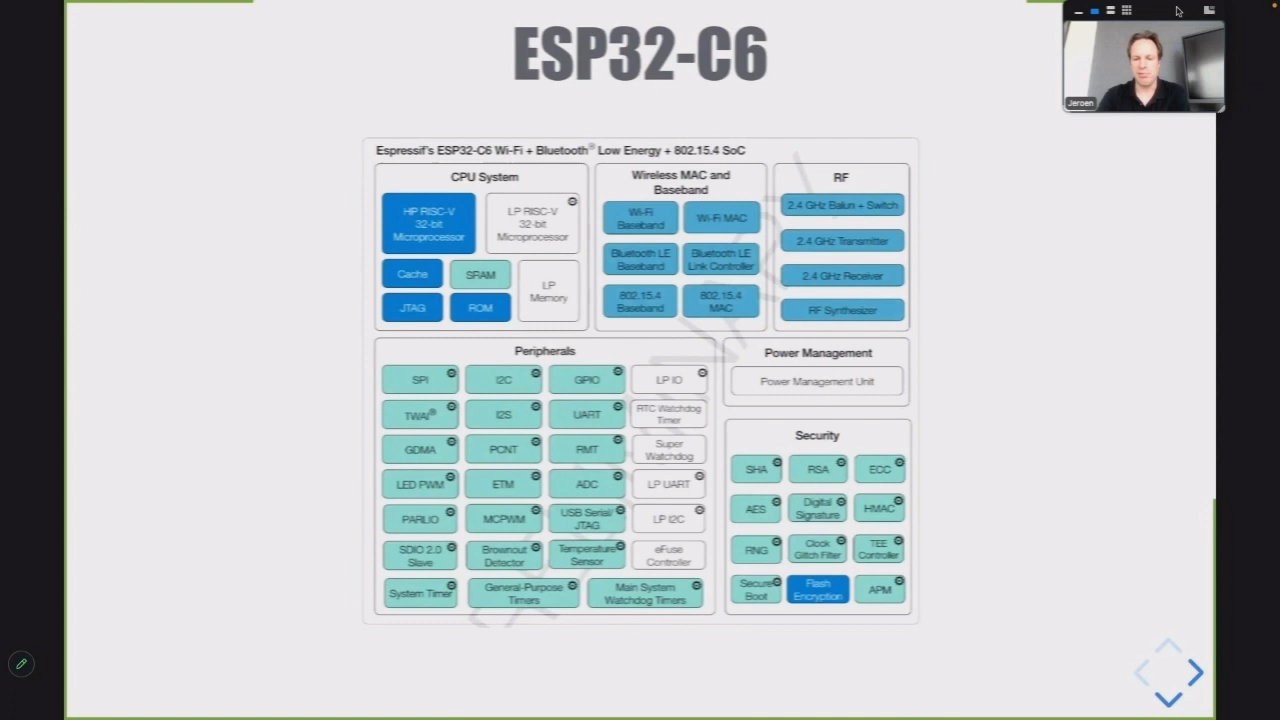 ESP32-C6
Jeroen
Espressif's ESP32-C6 Wi-Fi + Bluetooth® Low Energy + 802.15.4 SoC
CPU System
HP RISC-V
32-bit
Microprocessor
LP RISC-V
32-bit
Microprocessor
Cache
SRAM
LP
Memory
JTAG
ROM
Wireless MAC and
Baseband
Wi-Fi
Baseband
Wi-Fi MAC
Bluetooth LE
Baseband
Bluetooth LE
Link Controller
802.15.4
Baseband
802.15.4
MAC
RF
2.4 GHz Balun + Switch
2.4 GHz Transmitter
2.4 GHz Receiver
RF Synthesizer
Peripherals
SPI
I2C
GPIO
LP IO
TWAI®
I2S
UART
RTC Watchdog
Timer
GDMA
PCNT
RMT
Super
Watchdog
LED PWM
ETM
ADC
LP UART
PARLIO
MCPWM
USB Serial/
JTAG
LP I2C
SDIO 2.0
Slave
Brownout
Detector
Temperature
Sensor
eFuse
Controller
System Timer
General-Purpose
Timers
Main System
Watchdog Timers
Power Management
Power Management Unit
Security
SHA
RSA
ECC
AES
Digital
Signature
HMAC
RNG
Clock
Glitch Filter
TEE
Controller
Secure
Boot
Flash
Encryption
APM
PRELIMINARY